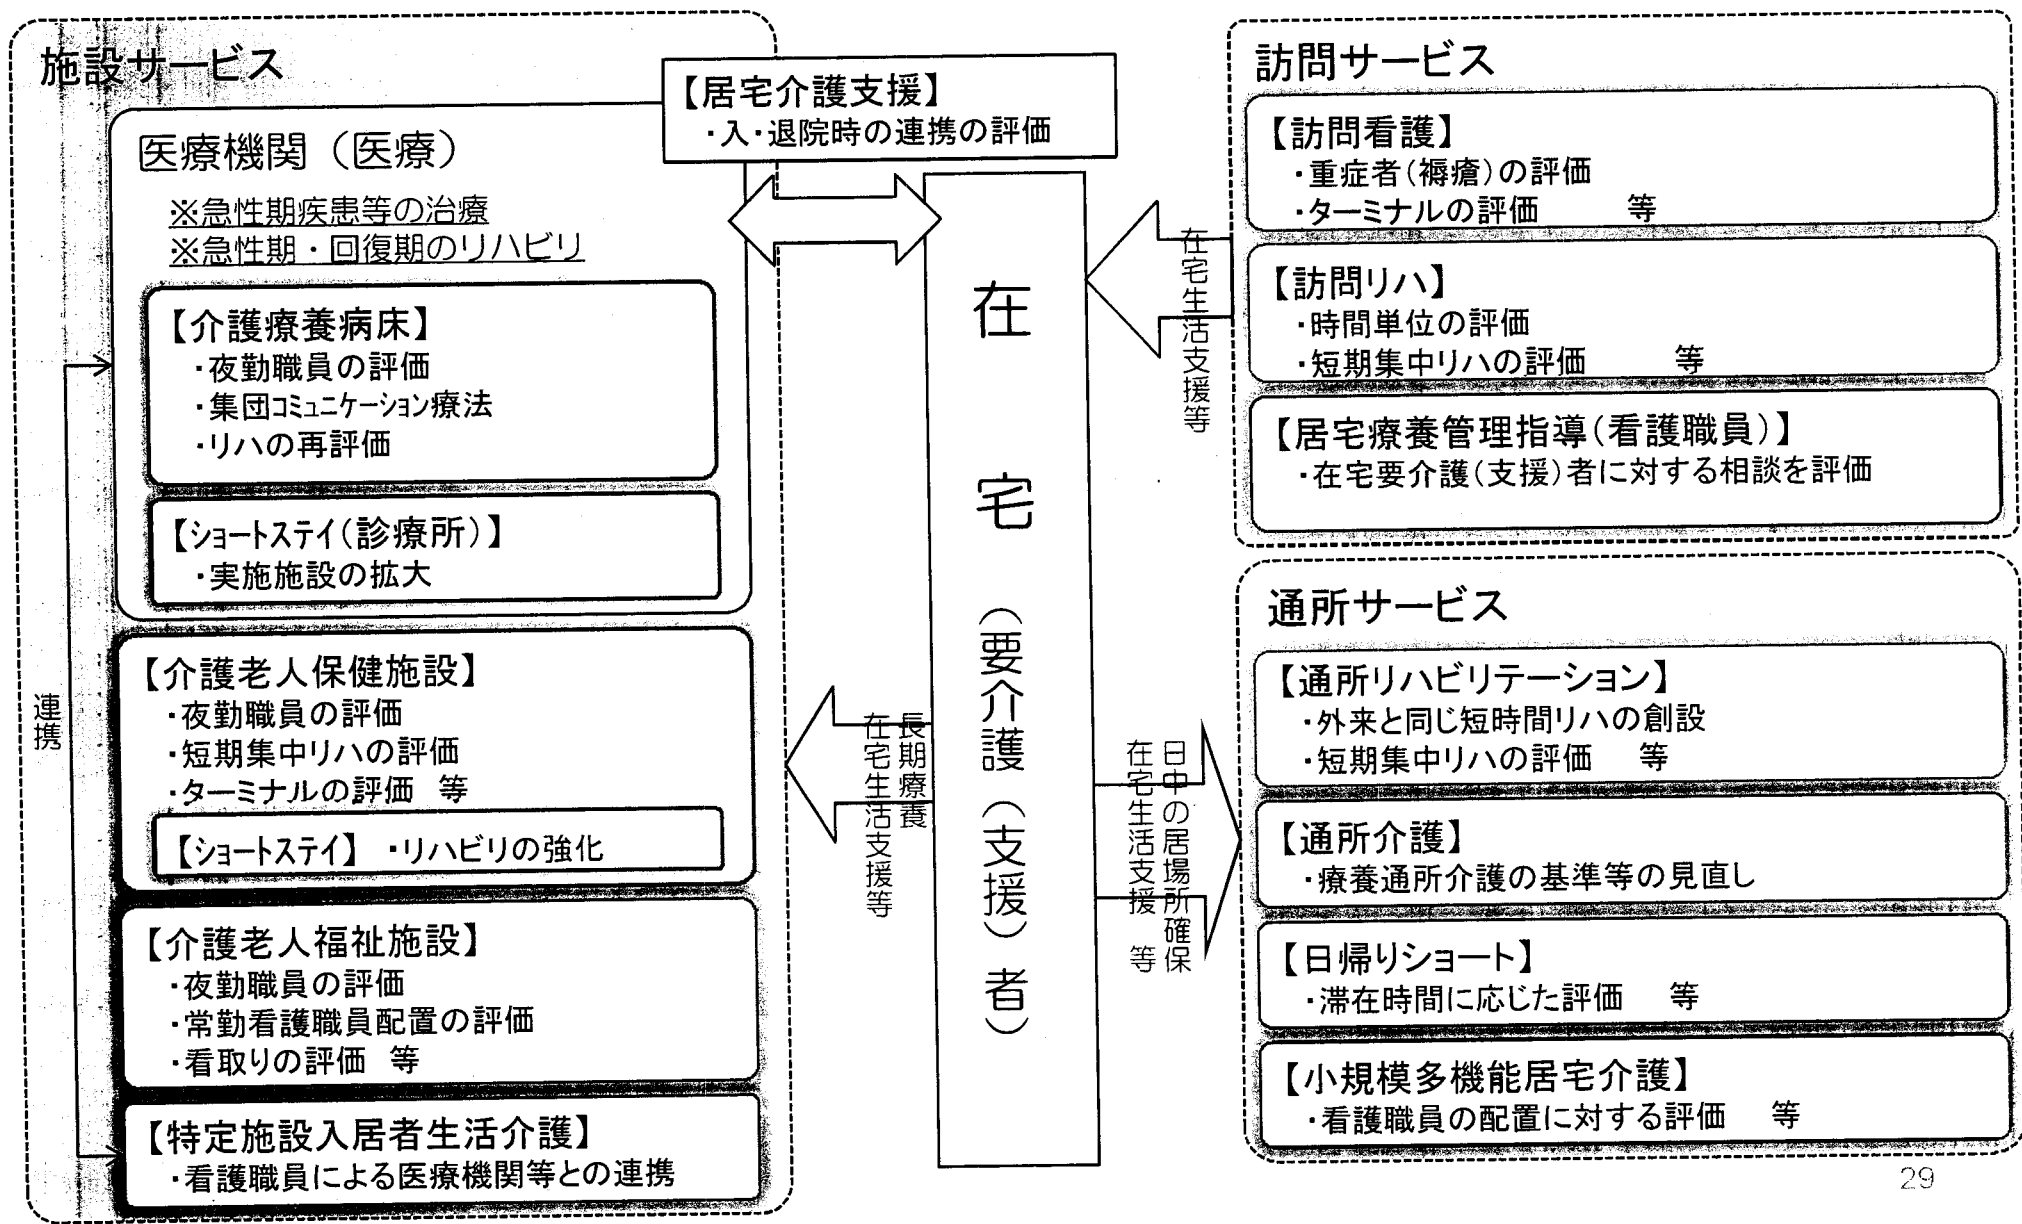 施設サービス
【居宅介護支援】
・入・退院時の連携の評価
医療機関（医療）
※急性期疾患等の治療
※急性期・回復期のリハビリ
【介護療養病床】
・夜勤職員の評価
・集団コミュニケーション療法
・リハの再評価
【ショートステイ（診療所）】
・実施施設の拡大
【介護老人保健施設】
・夜勤職員の評価
・短期集中リハの評価
・ターミナルの評価　等
【ショートステイ】　・リハビリの強化
【介護老人福祉施設】
・夜勤職員の評価
・常勤看護職員配置の評価
・看取りの評価　等
【特定施設入居者生活介護】
・看護職員による医療機関等との連携
連携
在宅（要介護（支援）者）
長期療養
在宅生活支援等
在宅生活支援等
日中の居場所確保
在宅生活支援　等
訪問サービス
【訪問看護】
・重症者（褥瘡）の評価
・ターミナルの評価　　等
【訪問リハ】
・時間単位の評価
・短期集中リハの評価　　等
【居宅療養管理指導（看護職員）】
・在宅要介護（支援）者に対する相談を評価
通所サービス
【通所リハビリテーション】
・外来と同じ短時間リハの創設
・短期集中リハの評価　等
【通所介護】
・療養通所介護の基準等の見直し
【日帰りショート】
・滞在時間に応じた評価　等
【小規模多機能居宅介護】
・看護職員の配置に対する評価　等
29